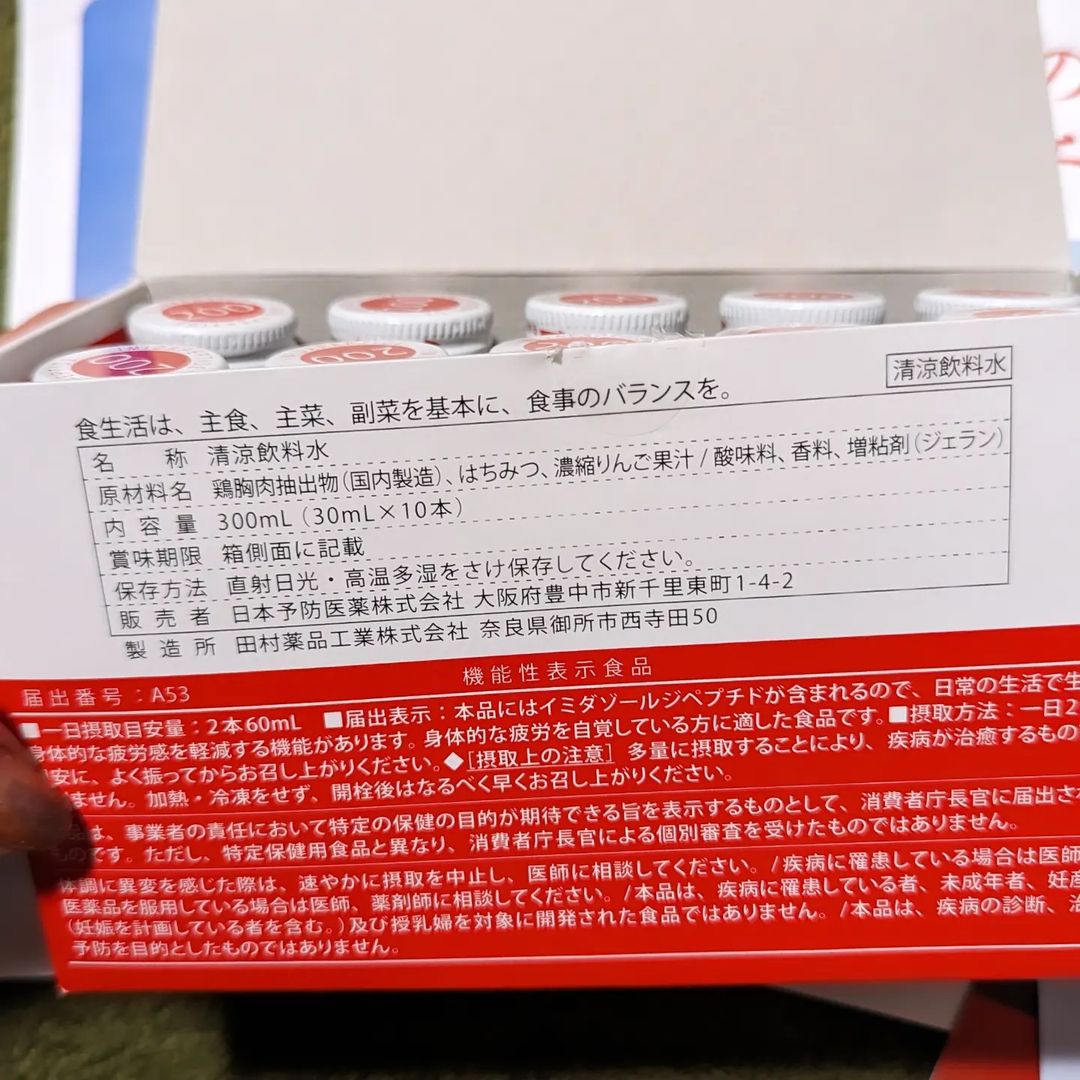 の
200
200
200
200
200
清涼飲料水
食生活は、主食、主菜、副菜を基本に、食事のバランスを。
名称 清涼飲料水
原材料名 鶏胸肉抽出物(国内製造)、はちみつ、濃縮りんご果汁/酸味料、香料、増粘剤(ジェラン)
内容量 300mL(30mL×10本)
賞味期限 箱側面に記載
保存方法 直射日光・高温多湿をさけ保存してください。
販売者 日本予防医薬株式会社 大阪府豊中市新千里東町1-4-2
製造所 田村薬品工業株式会社 奈良県御所市西寺田50
機能性表示食品
届出番号:A53
■一日摂取目安量:2本60mL ■届出表示:本品にはイミダゾールジペプチドが含まれるので、日常の生活で生
身体的な疲労感を軽減する機能があります。身体的な疲労を自覚している方に適した食品です。■摂取方法:一日2
安に、よく振ってからお召し上がりください。◆[摂取上の注意] 多量に摂取することにより、疾病が治癒するもの
ません。加熱・冷凍をせず、開栓後はなるべく早くお召し上がりください。
は、事業者の責任において特定の保健の目的が期待できる旨を表示するものとして、消費者庁長官に届出さ
ものです。ただし、特定保健用食品と異なり、消費者庁長官による個別審査を受けたものではありません。
体調に異変を感じた際は、速やかに摂取を中止し、医師に相談してください。/疾病に罹患している場合は医師
医薬品を服用している場合は医師、薬剤師に相談してください。/本品は、疾病に罹患している者、未成年者、妊産
(妊娠を計画している者を含む。)及び授乳婦を対象に開発された食品ではありません。/本品は、疾病の診断、治
予防を目的としたものではありません。